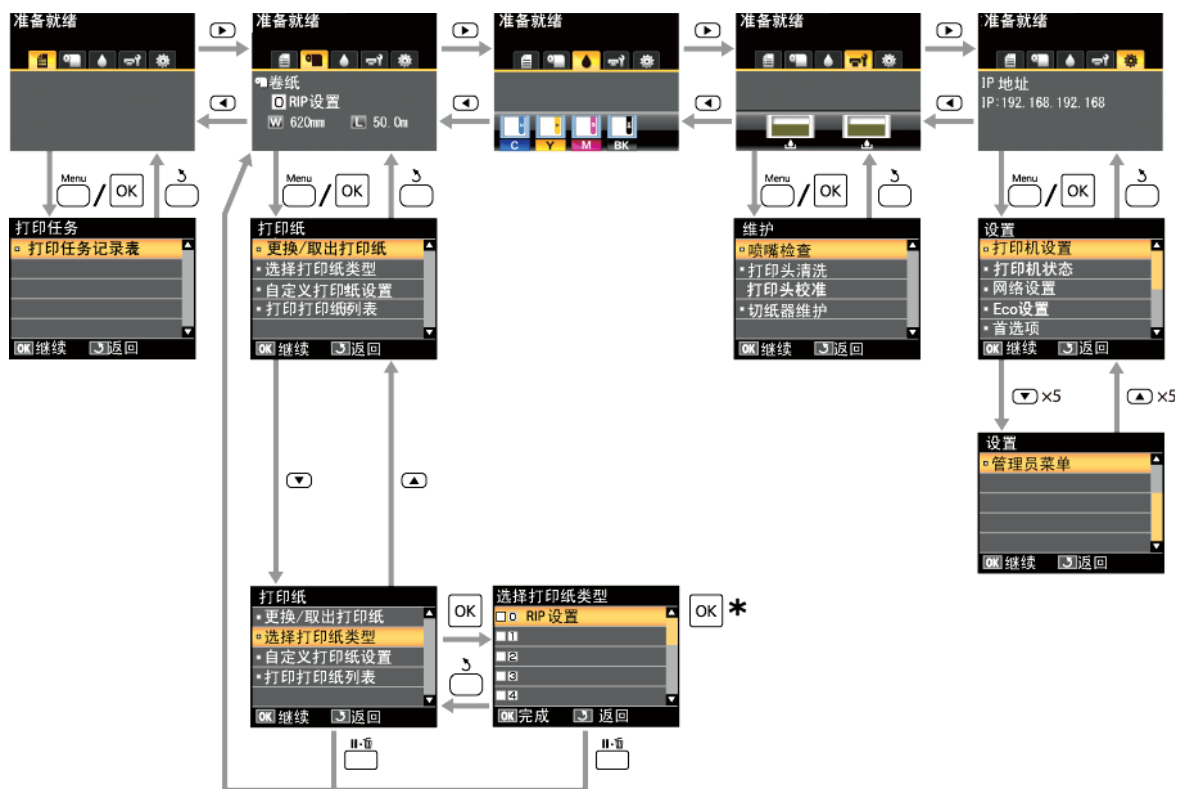 准备就绪
准备就绪
准备就绪
准备就绪
准备就绪
卷纸
0 RIP设置
W 620mm L 50.0m
C Y M BK
IP地址
IP:192.168.192.168
Menu / OK
Menu / OK
Menu / OK
Menu / OK
打印任务
打印任务记录表
OK 继续 返回
打印纸
更换/取出打印纸
选择打印纸类型
自定义打印纸设置
打印打印纸列表
OK 继续 返回
维护
喷嘴检查
打印头清洗
打印头校准
切纸器维护
OK 继续 返回
设置
打印机设置
打印机状态
网络设置
Eco设置
首选项
OK 继续 返回
×5
×5
设置
管理员菜单
OK 继续 返回
打印纸
更换/取出打印纸
选择打印纸类型
自定义打印纸设置
打印打印纸列表
OK 继续 返回
OK
选择打印纸类型
0 RIP设置
1
2
3
4
OK 完成 返回
OK *